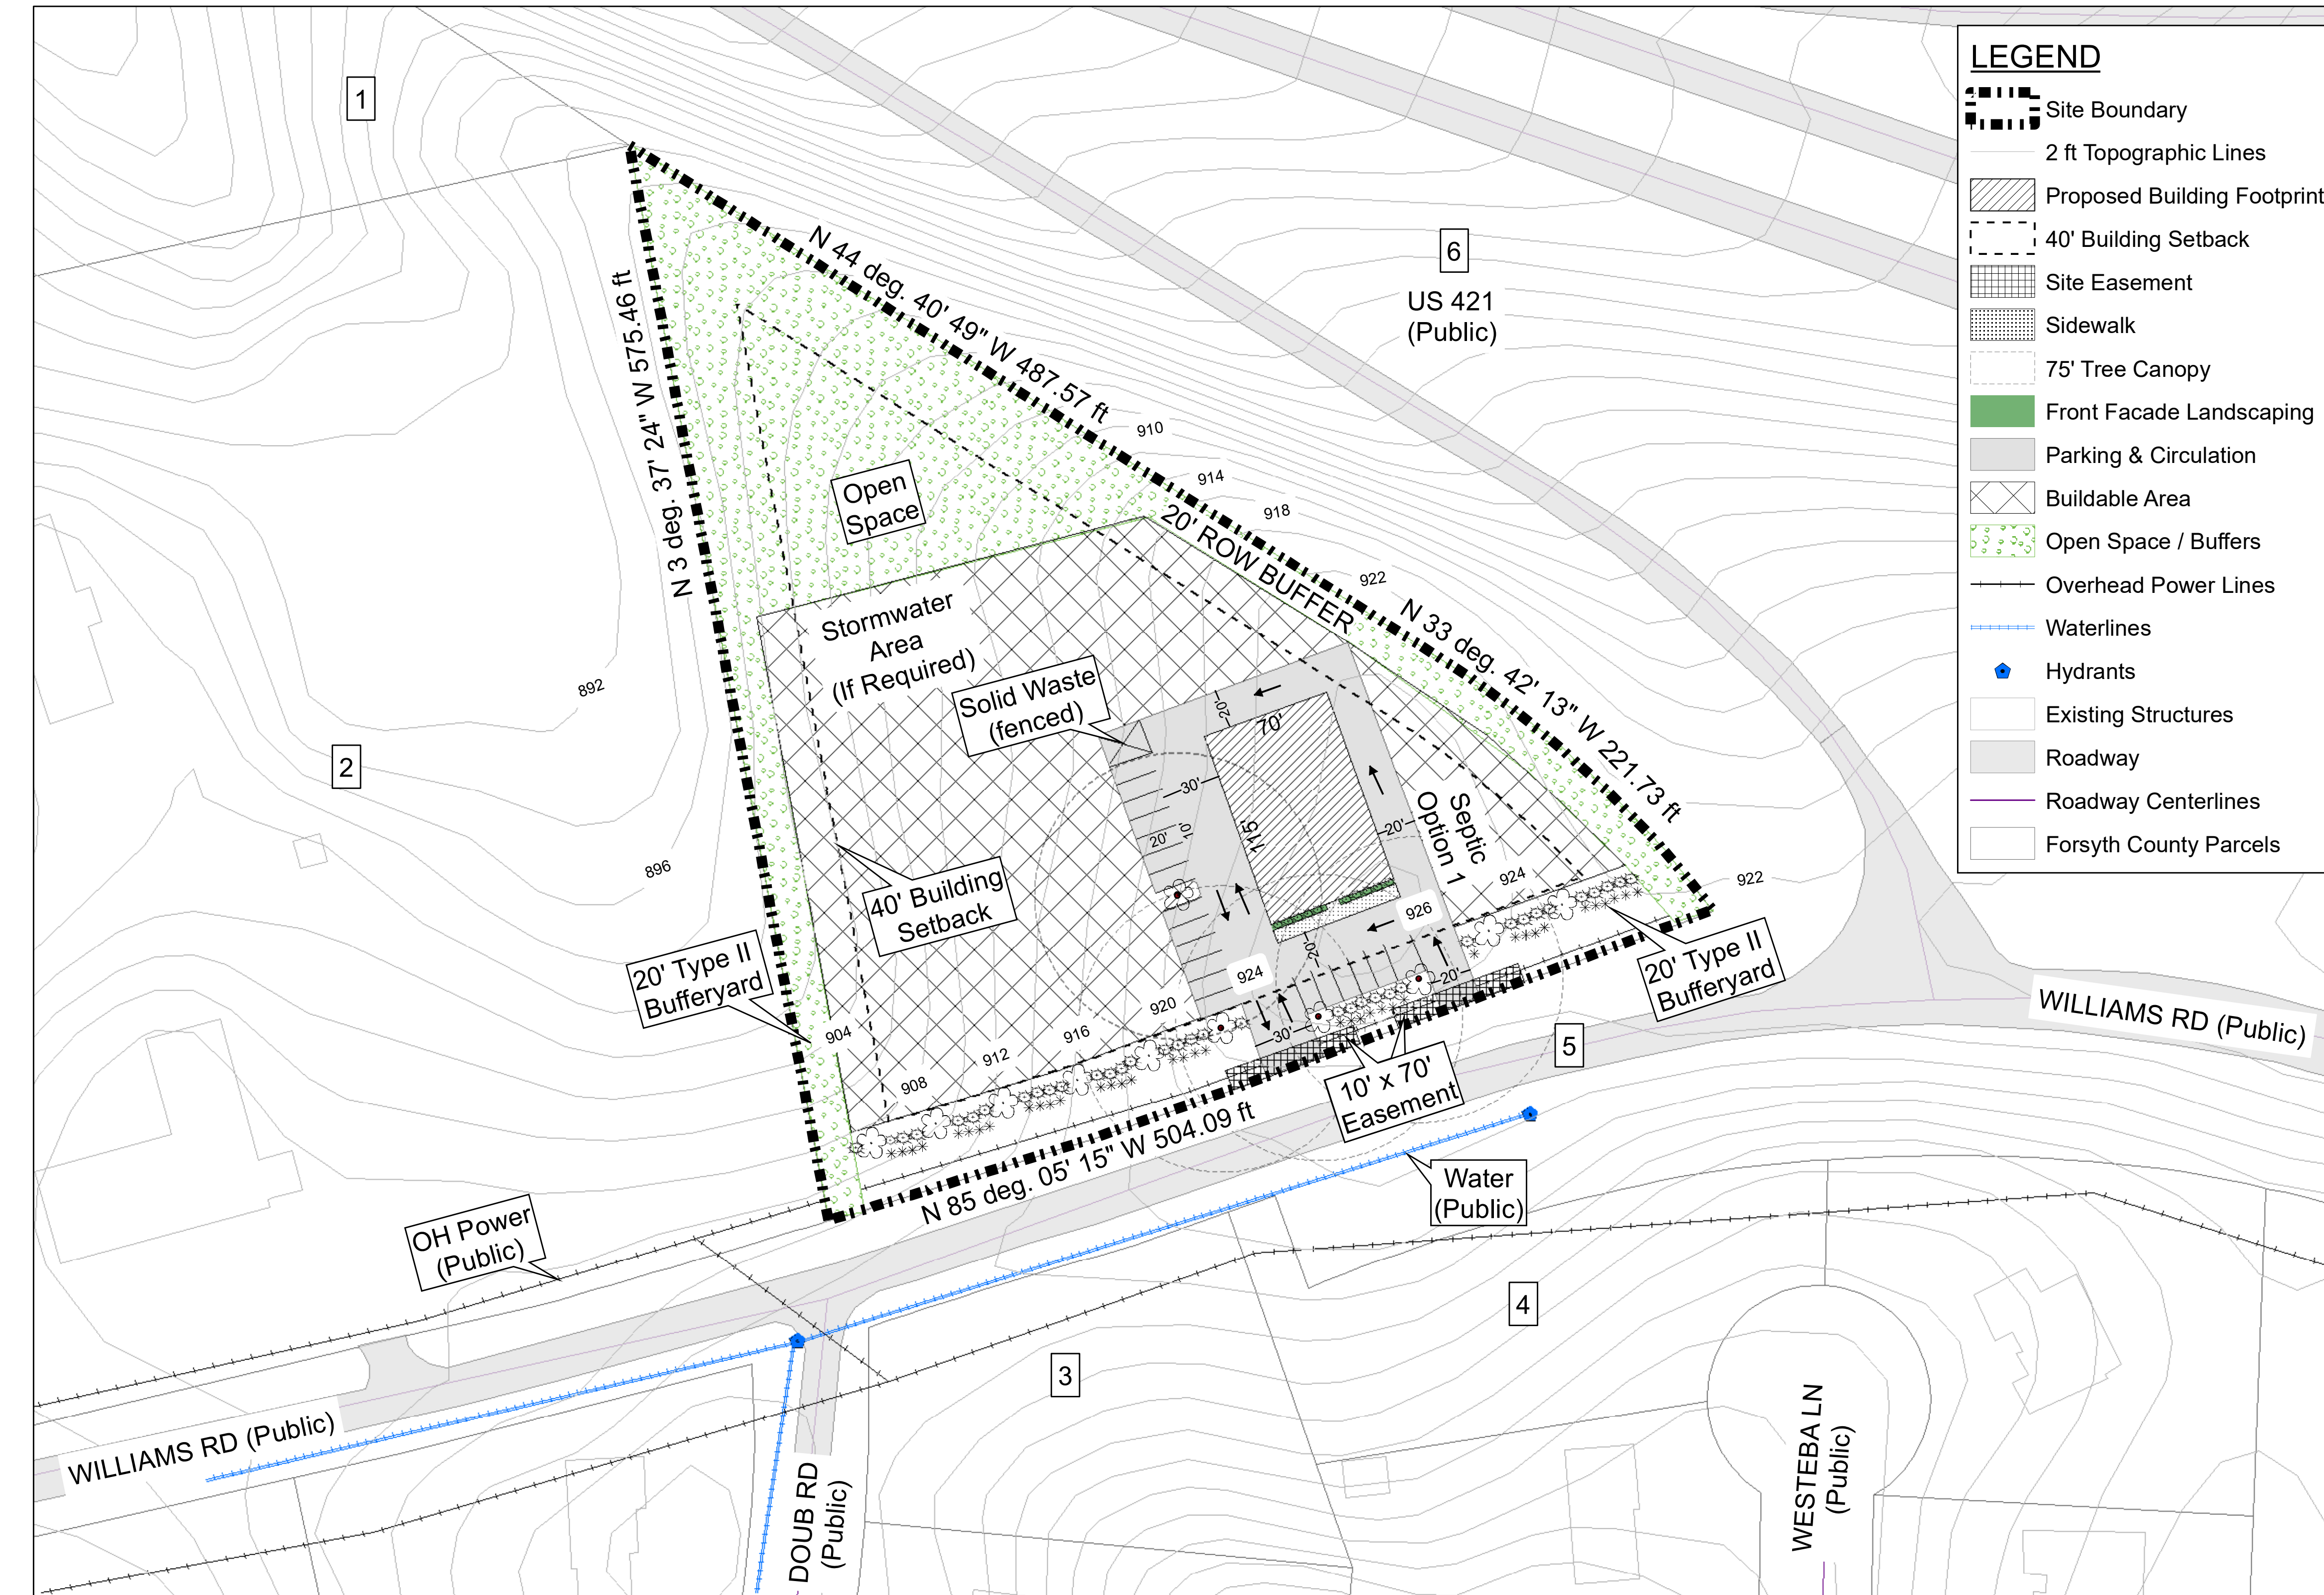 LEGEND
Site Boundary
2 ft Topographic Lines
Proposed Building Footprint
40' Building Setback
Site Easement
Sidewalk
75' Tree Canopy
Front Facade Landscaping
Parking & Circulation
Buildable Area
Open Space / Buffers
Overhead Power Lines
Waterlines
Hydrants
Existing Structures
Roadway
Roadway Centerlines
Forsyth County Parcels
1
6
US 421
(Public)
N 44 deg. 40' 49" W 487.57 ft
N 3 deg. 37' 24" W 575.46 ft
910
914
918
922
Open
Space
20' ROW BUFFER
N 33 deg. 42' 13" W 221.73 ft
Stormwater
Area
(If Required)
Solid Waste
(fenced)
892
2
20'
70'
30'
115'
20'
10'
20'
Septic
Option 1
896
40' Building
Setback
924
922
926
20'
20'
924
30'
20' Type II
Bufferyard
20' Type II
Bufferyard
904
908
912
916
920
WILLIAMS RD (Public)
5
10' x 70'
Easement
N 85 deg. 05' 15" W 504.09 ft
Water
(Public)
OH Power
(Public)
4
3
WILLIAMS RD (Public)
DOUB RD
(Public)
WESTEBA LN
(Public)